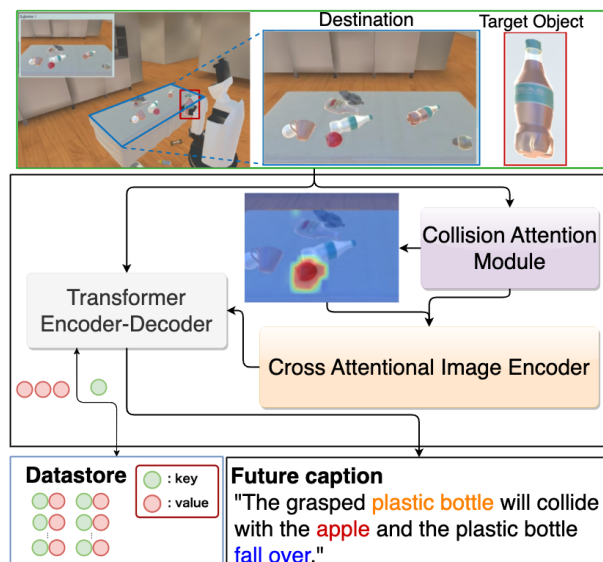 Destination
Target Object
Collision Attention
Module
Transformer
Encoder-Decoder
Cross Attentional Image Encoder
Datastore
: key
: value
Future caption
"The grasped plastic bottle will collide
with the apple and the plastic bottle
fall over."